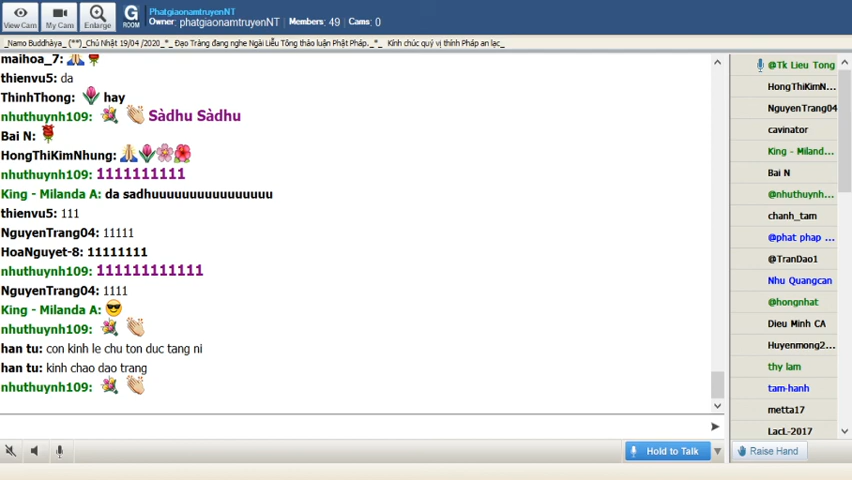 View Cam
My Cam
Enlarge
G
ROOM
PhatgiaonamtruyenNT
Owner: phatgiaonamtruyenNT | Members: 49 | Cams: 0
_Namo Buddhàya_ (**)_Chủ Nhật 19/04 /2020_*_ Đạo Tràng đang nghe Ngài Liễu Tông thảo luận Phật Pháp._*_ Kính chúc quý vị thính Pháp an lạc_
maihoa_7:
thienvu5: da
ThinhThong: hay
nhuthuynh109: Sàdhu Sàdhu
Bai N:
HongThiKimNhung:
nhuthuynh109: 1111111111
King - Milanda A: da sadhuuuuuuuuuuuuuuuu
thienvu5: 111
NguyenTrang04: 11111
HoaNguyet-8: 11111111
nhuthuynh109: 111111111111
NguyenTrang04: 1111
King - Milanda A:
nhuthuynh109:
han tu: con kinh le chu ton duc tang ni
han tu: kinh chao dao trang
nhuthuynh109:
Hold to Talk
@Tk Lieu Tong
HongThiKimN...
NguyenTrang04
cavinator
King - Miland...
Bai N
@nhuthuynh...
chanh_tam
@phat phap ...
@TranDao1
Nhu Quangcan
@hongnhat
Dieu Minh CA
Huyenmong2...
thy lam
tam-hanh
metta17
LacL-2017
Raise Hand